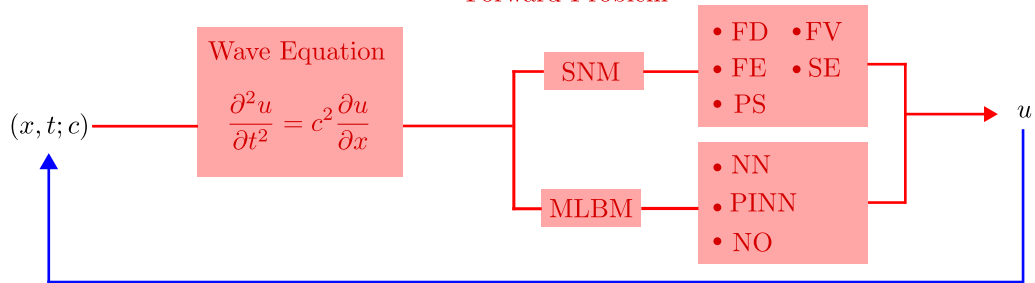 Forward Problem
Wave Equation
(x, t; c)
∂²u/∂t² = c² ∂u/∂x
SNM
• FD • FV
• FE • SE
• PS
MLBM
• NN
• PINN
• NO
u